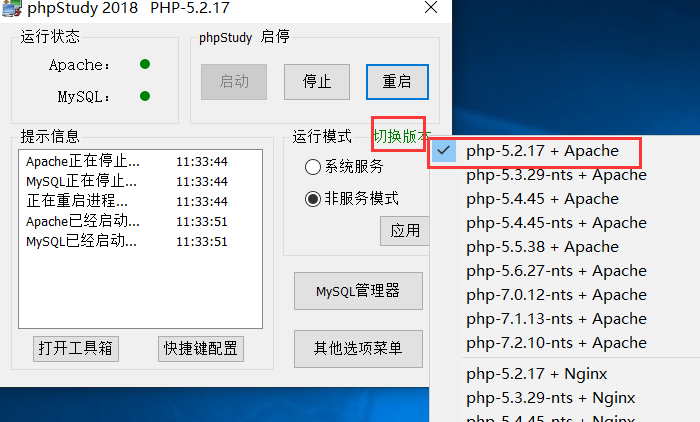 phpStudy 2018 PHP-5.2.17
运行状态
Apache:
MySQL:
phpStudy 启停
启动
停止
重启
提示信息
Apache正在停止... 11:33:44
MySQL正在停止... 11:33:44
正在重启进程... 11:33:44
Apache已经启动... 11:33:51
MySQL已经启动... 11:33:51
打开工具箱
快捷键配置
运行模式
切换版本
系统服务
非服务模式
应用
MySQL管理器
其他选项菜单
php-5.2.17 + Apache
php-5.3.29-nts + Apache
php-5.4.45 + Apache
php-5.4.45-nts + Apache
php-5.5.38 + Apache
php-5.6.27-nts + Apache
php-7.0.12-nts + Apache
php-7.1.13-nts + Apache
php-7.2.10-nts + Apache
php-5.2.17 + Nginx
php-5.3.29-nts + Nginx
php-5.4.45-nts + Nginx